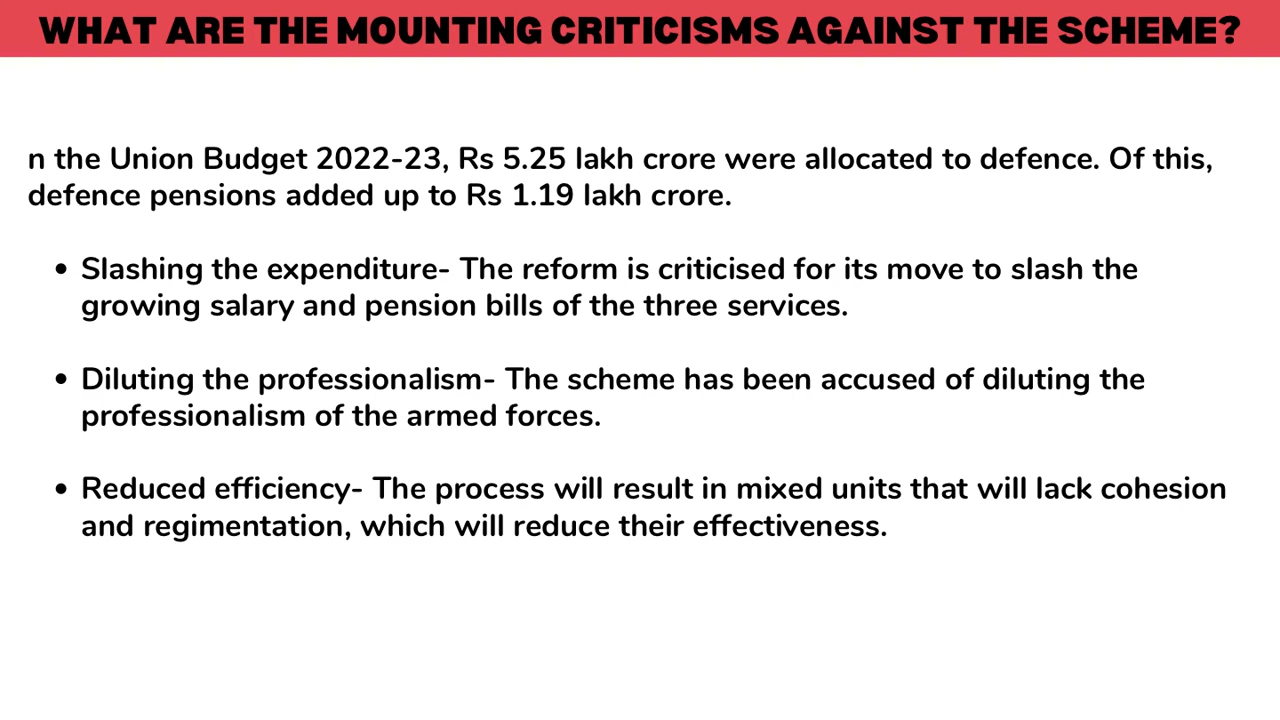 WHAT ARE THE MOUNTING CRITICISMS AGAINST THE SCHEME?
n the Union Budget 2022-23, Rs 5.25 lakh crore were allocated to defence. Of this,
defence pensions added up to Rs 1.19 lakh crore.
• Slashing the expenditure- The reform is criticised for its move to slash the
growing salary and pension bills of the three services.
• Diluting the professionalism- The scheme has been accused of diluting the
professionalism of the armed forces.
• Reduced efficiency- The process will result in mixed units that will lack cohesion
and regimentation, which will reduce their effectiveness.